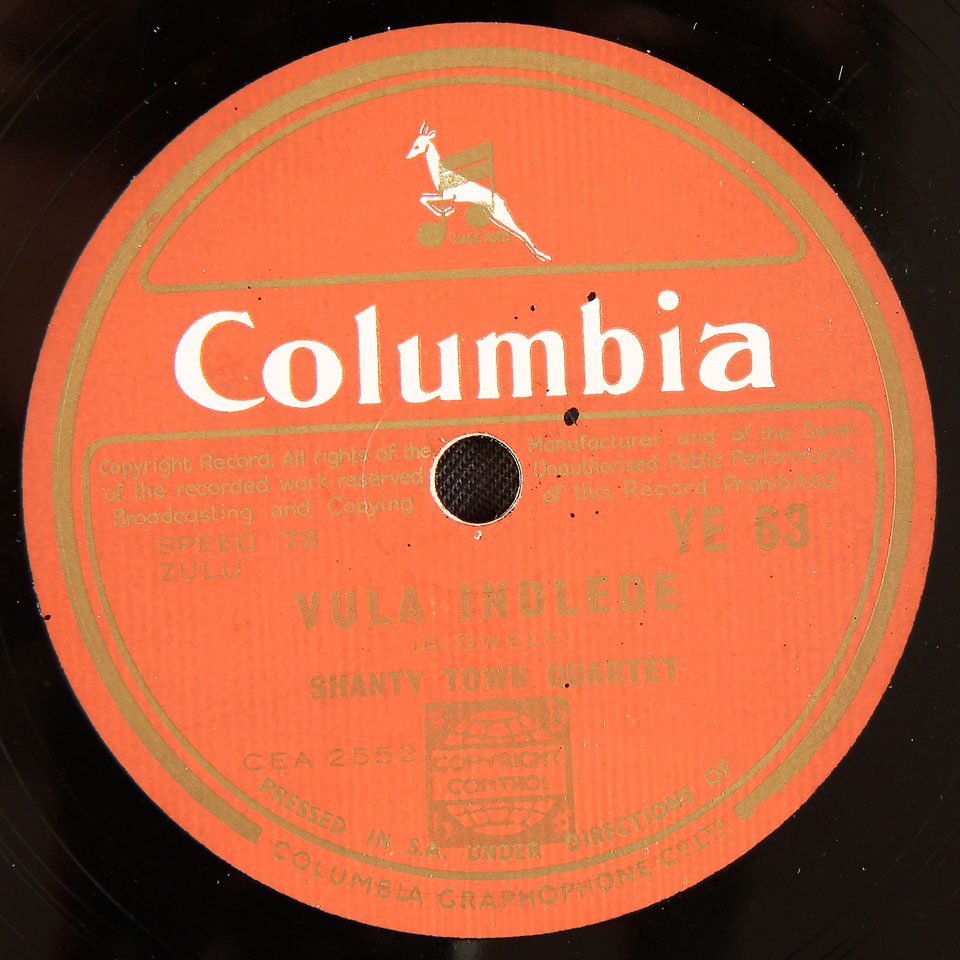 MAGIC NOTES
Columbia
Copyright Record. All rights of the Manufacturer and of the Owner
of the recorded work reserved Unauthorised Public Performance,
Broadcasting and Copying of this Record Prohibited.
SPEED 78
YE 63
ZULU
VULA INDLEDE
SHANTY TOWN QUARTET
CEA 2552
COPYRIGHT
CONTROL
PRESSED IN S.A. UNDER DIRECTIONS OF
COLUMBIA GRAPHOPHONE Co LTD.